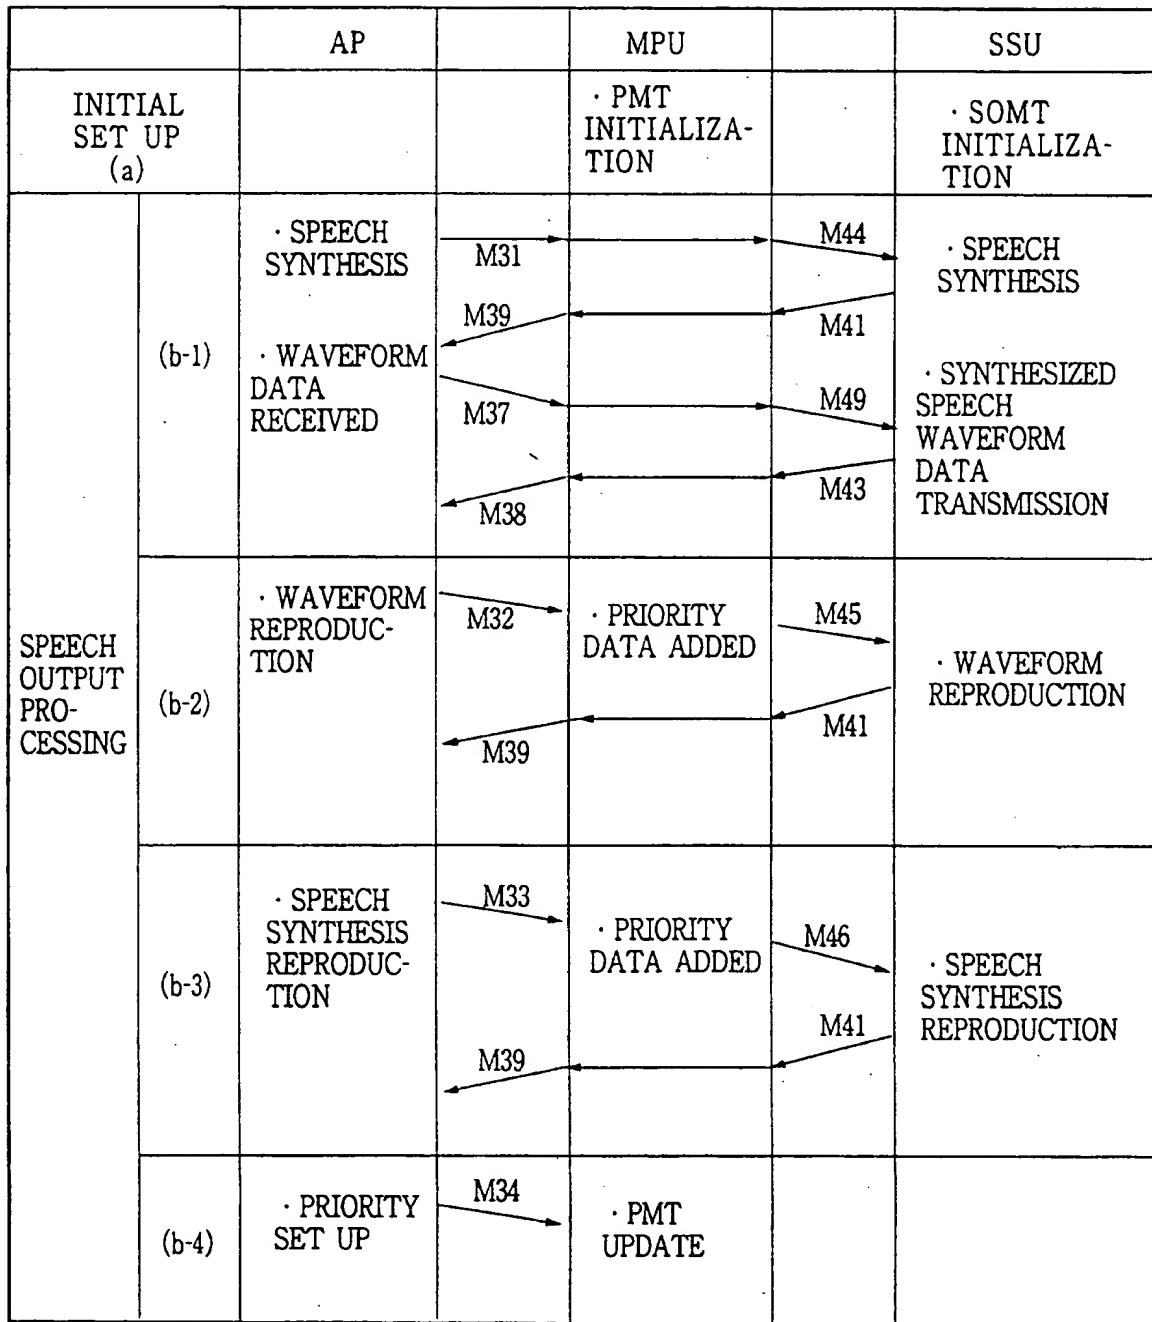 AP MPU SSU
INITIAL
SET UP
(a)
· PMT
INITIALIZA-
TION
· SOMT
INITIALIZA-
TION
SPEECH
OUTPUT
PRO-
CESSING
(b-1)
· SPEECH
SYNTHESIS
M31
M44
· SPEECH
SYNTHESIS
M39
M41
· WAVEFORM
DATA
RECEIVED
M37
M49
· SYNTHESIZED
SPEECH
WAVEFORM
DATA
TRANSMISSION
M38
M43
(b-2)
· WAVEFORM
REPRODUC-
TION
M32
· PRIORITY
DATA ADDED
M45
· WAVEFORM
REPRODUCTION
M39
M41
(b-3)
· SPEECH
SYNTHESIS
REPRODUC-
TION
M33
· PRIORITY
DATA ADDED
M46
· SPEECH
SYNTHESIS
REPRODUCTION
M39
M41
(b-4)
· PRIORITY
SET UP
M34
· PMT
UPDATE